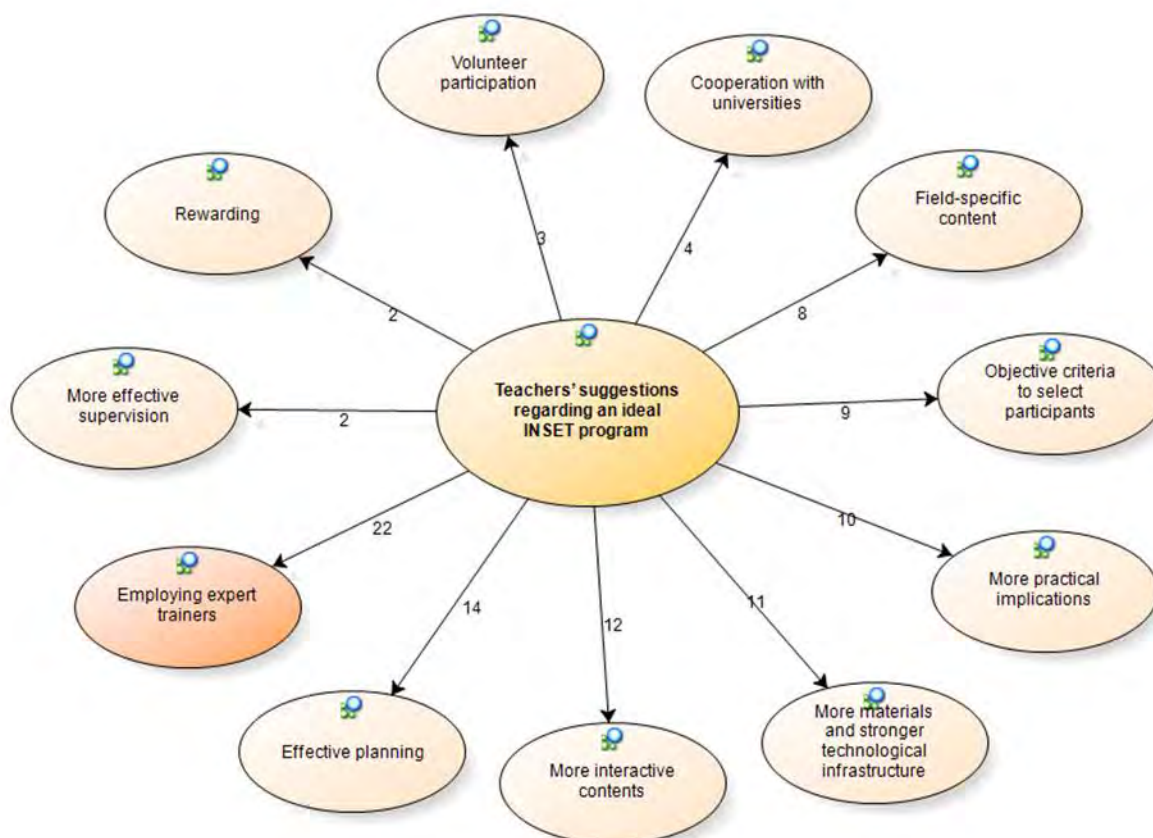 Volunteer
participation
Cooperation with
universities
Rewarding
Field-specific
content
3
4
2
8
More effective
supervision
Teachers' suggestions
regarding an ideal
INSET program
Objective criteria
to select
participants
2
9
22
10
Employing expert
trainers
More practical
implications
14
12
11
Effective planning
More interactive
contents
More materials
and stronger
technological
infrastructure